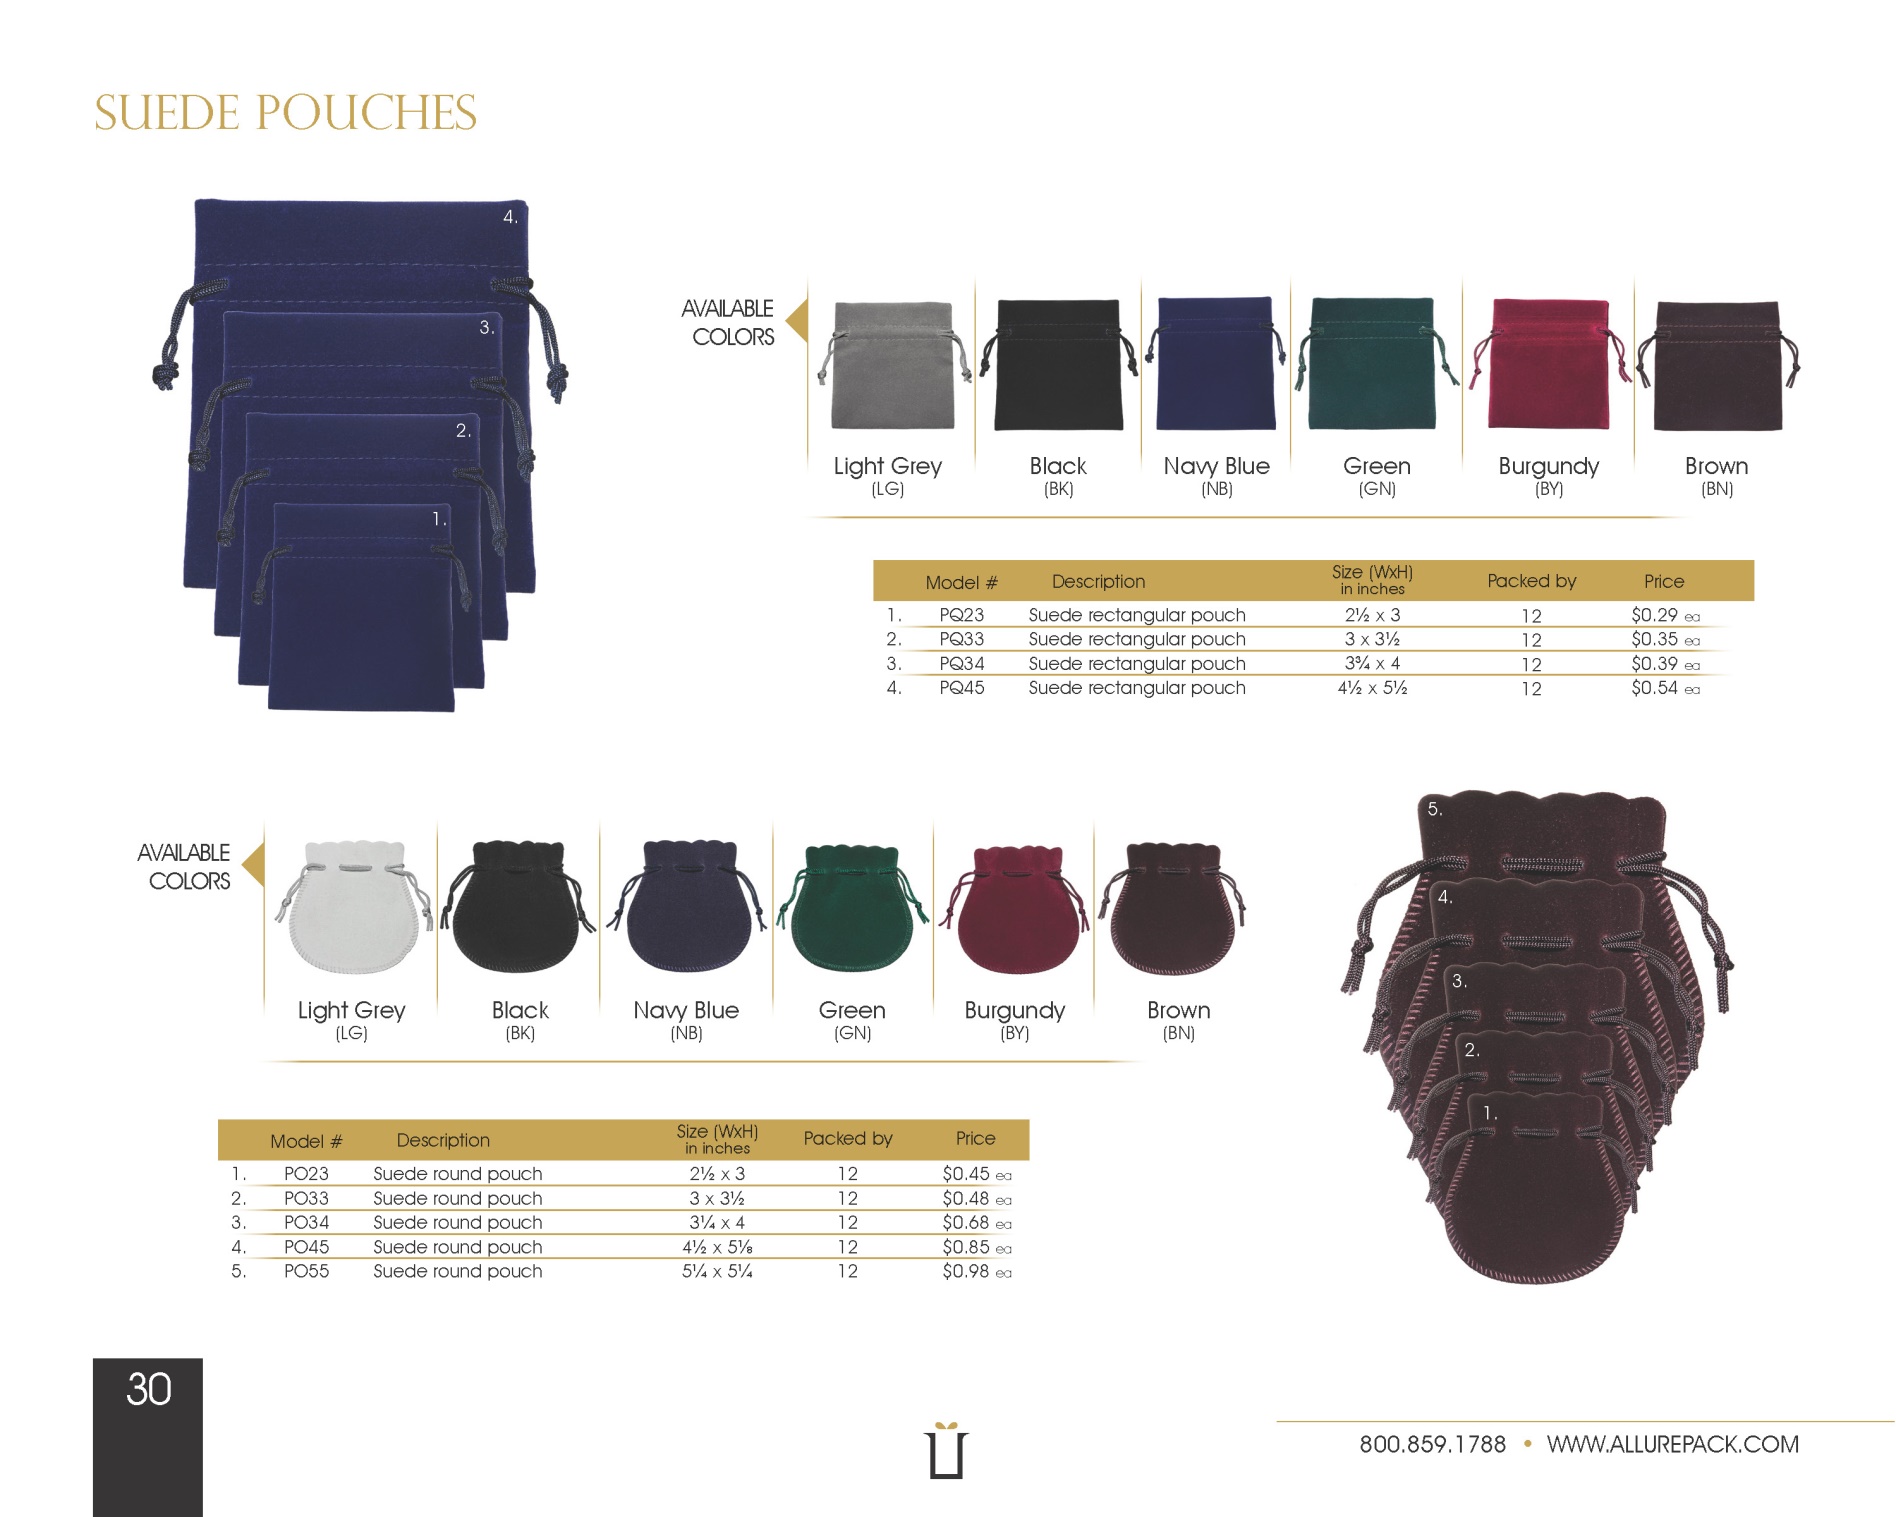 SUEDE POUCHES
4.
3.
2.
1.
AVAILABLE
COLORS
Light Grey Black Navy Blue Green Burgundy Brown
(LG) (BK) (NB) (GN) (BY) (BN)
Model # Description Size (WxH) in inches Packed by Price
1. PQ23 Suede rectangular pouch 2½ x 3 12 $0.29 ea
2. PQ33 Suede rectangular pouch 3 x 3½ 12 $0.35 ea
3. PQ34 Suede rectangular pouch 3¾ x 4 12 $0.39 ea
4. PQ45 Suede rectangular pouch 4½ x 5½ 12 $0.54 ea
AVAILABLE
COLORS
Light Grey Black Navy Blue Green Burgundy Brown
(LG) (BK) (NB) (GN) (BY) (BN)
5.
4.
3.
2.
1.
Model # Description Size (WxH) in inches Packed by Price
1. PO23 Suede round pouch 2½ x 3 12 $0.45 ea
2. PO33 Suede round pouch 3 x 3½ 12 $0.48 ea
3. PO34 Suede round pouch 3¼ x 4 12 $0.68 ea
4. PO45 Suede round pouch 4½ x 5⅛ 12 $0.85 ea
5. PO55 Suede round pouch 5¼ x 5¼ 12 $0.98 ea
30
800.859.1788 • WWW.ALLUREPACK.COM